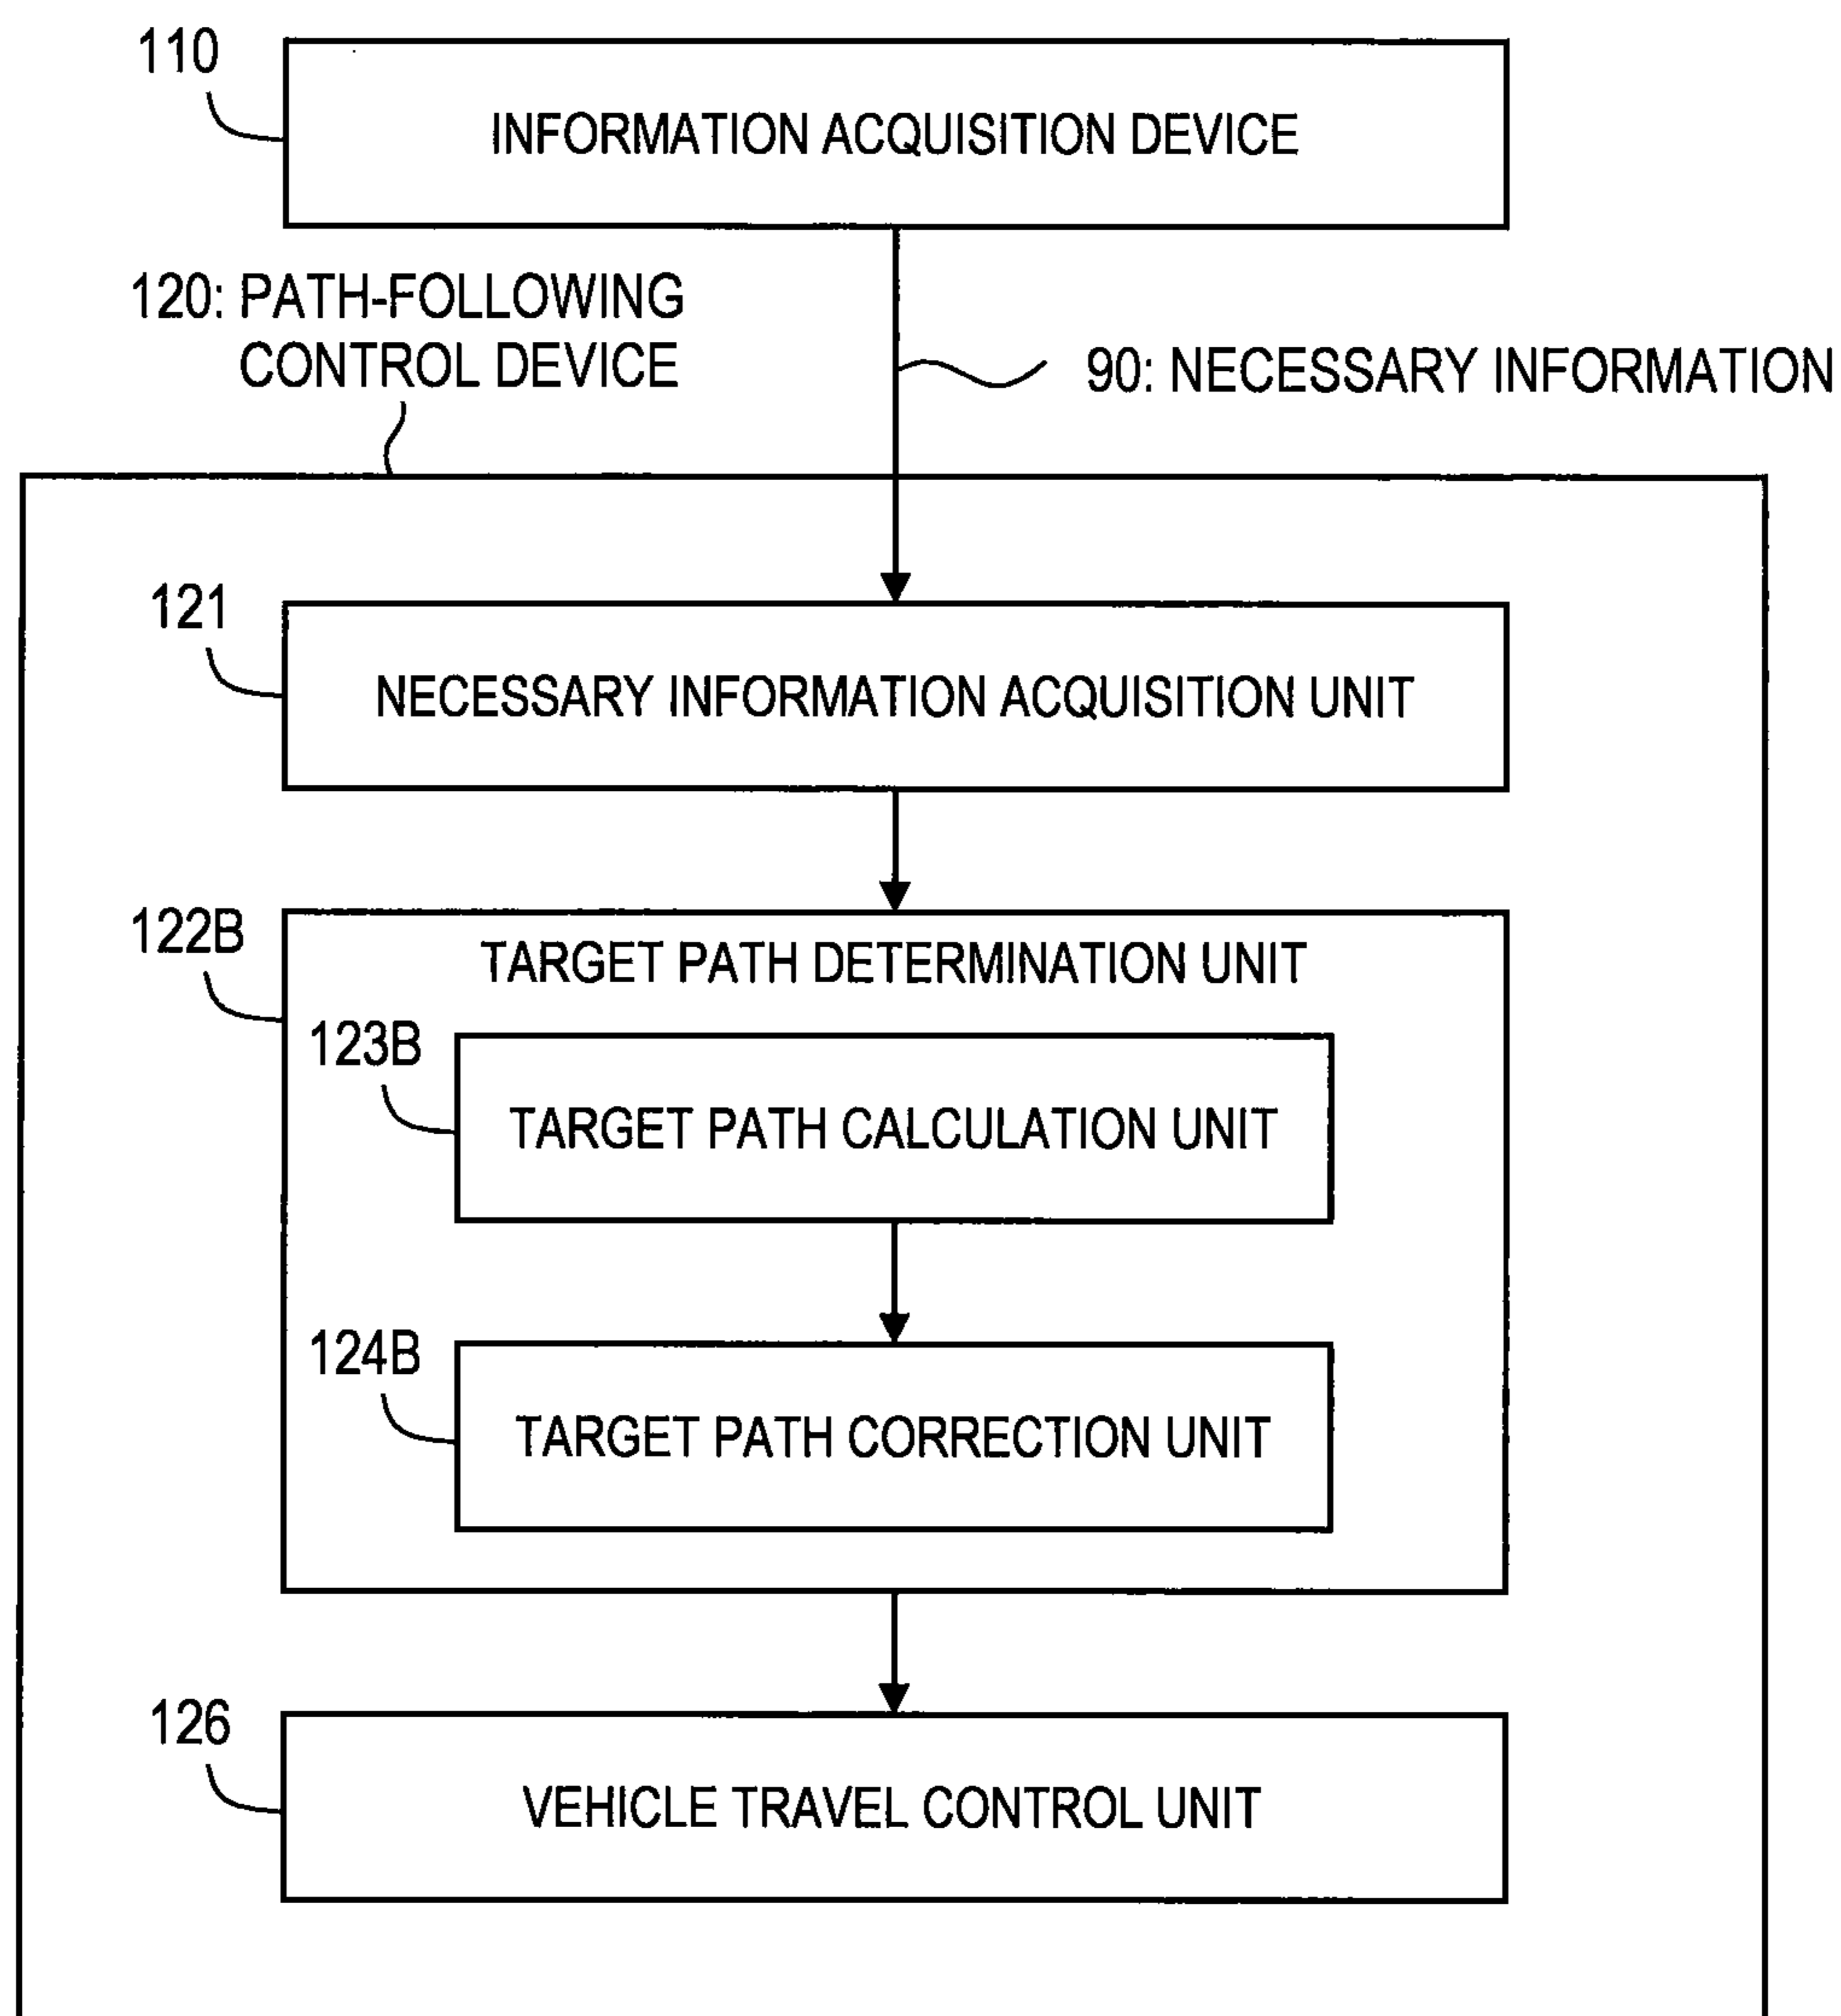 110
INFORMATION ACQUISITION DEVICE
120: PATH-FOLLOWING
CONTROL DEVICE
90: NECESSARY INFORMATION
121
NECESSARY INFORMATION ACQUISITION UNIT
122B
TARGET PATH DETERMINATION UNIT
123B
TARGET PATH CALCULATION UNIT
124B
TARGET PATH CORRECTION UNIT
126
VEHICLE TRAVEL CONTROL UNIT